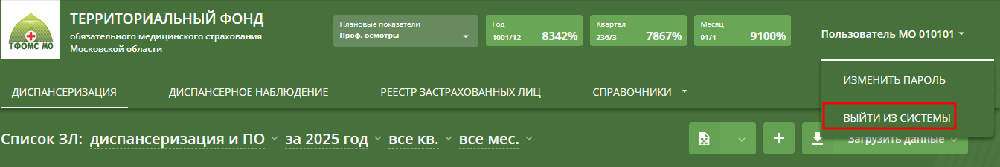 ТФОМС МО
ТЕРРИТОРИАЛЬНЫЙ ФОНД
обязательного медицинского страхования
Московской области
Плановые показатели
Проф. осмотры
Год
1001/12 8342%
Квартал
236/3 7867%
Месяц
91/1 9100%
Пользователь МО 010101
ИЗМЕНИТЬ ПАРОЛЬ
ВЫЙТИ ИЗ СИСТЕМЫ
ДИСПАНСЕРИЗАЦИЯ ДИСПАНСЕРНОЕ НАБЛЮДЕНИЕ РЕЕСТР ЗАСТРАХОВАННЫХ ЛИЦ СПРАВОЧНИКИ
Список ЗЛ: диспансеризация и ПО за 2025 год все кв. все мес.
Загрузить данные